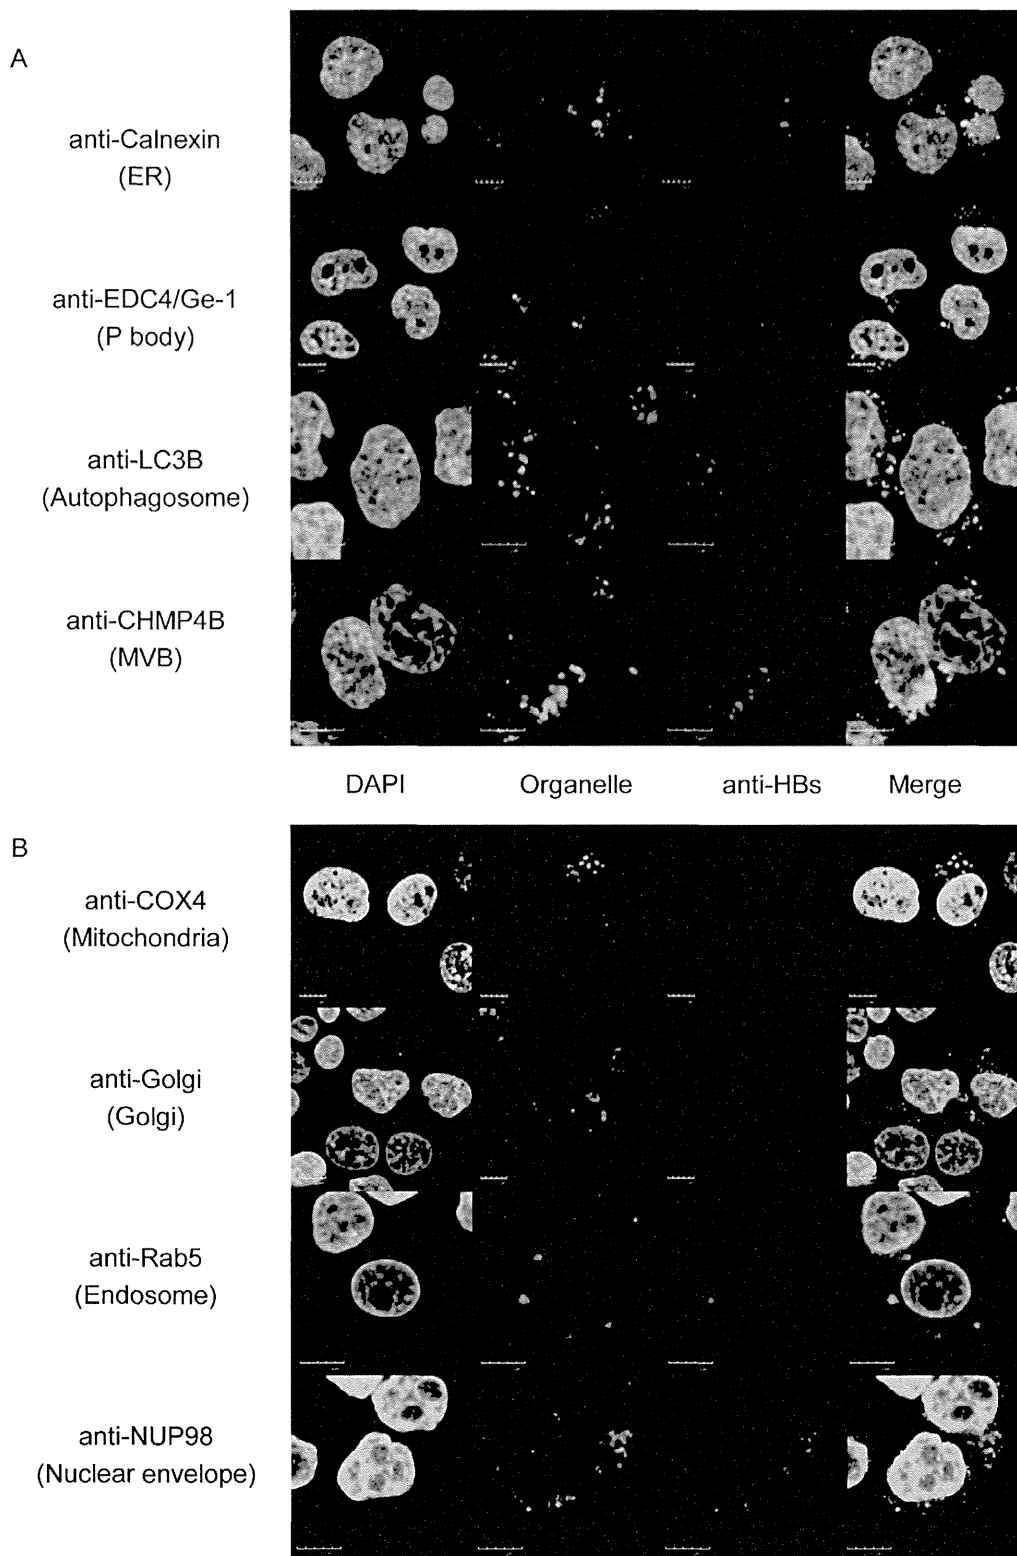 A
anti-Calnexin
(ER)
anti-EDC4/Ge-1
(P body)
anti-LC3B
(Autophagosome)
anti-CHMP4B
(MVB)
DAPI Organelle anti-HBs Merge
B
anti-COX4
(Mitochondria)
anti-Golgi
(Golgi)
anti-Rab5
(Endosome)
anti-NUP98
(Nuclear envelope)